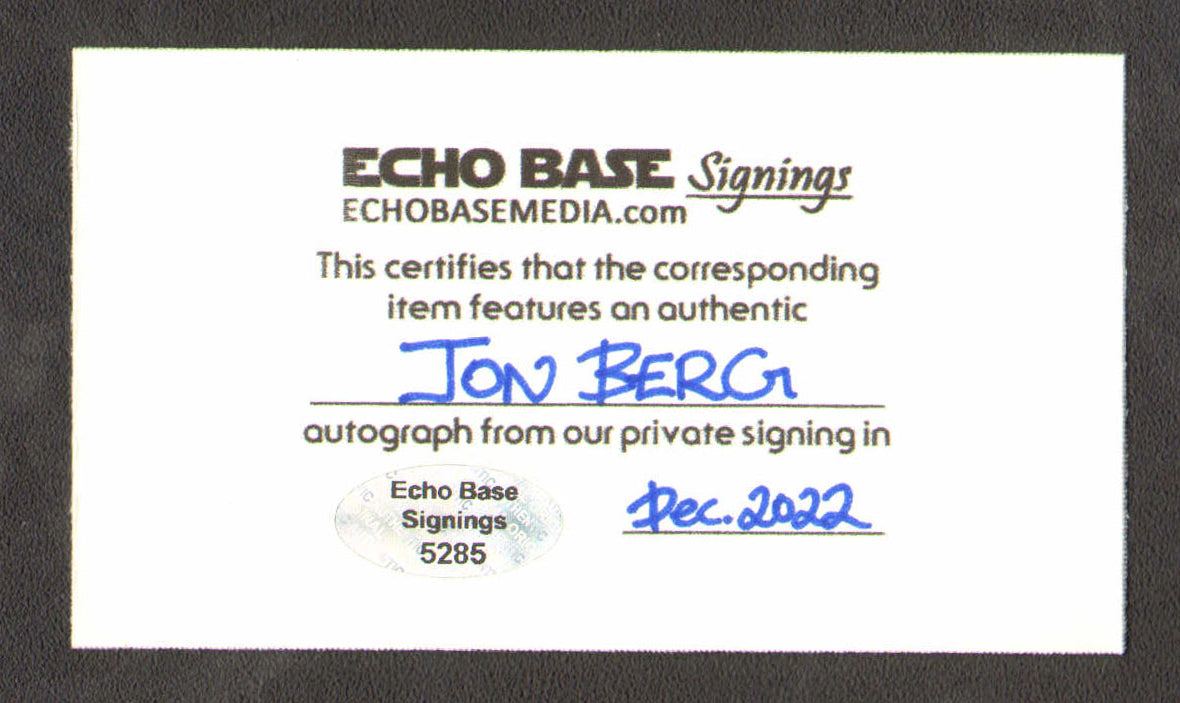 ECHO BASE Signings
ECHOBASEMEDIA.com
This certifies that the corresponding
item features an authentic
JON BERG
autograph from our private signing in
Echo Base
Signings
5285
Dec. 2022